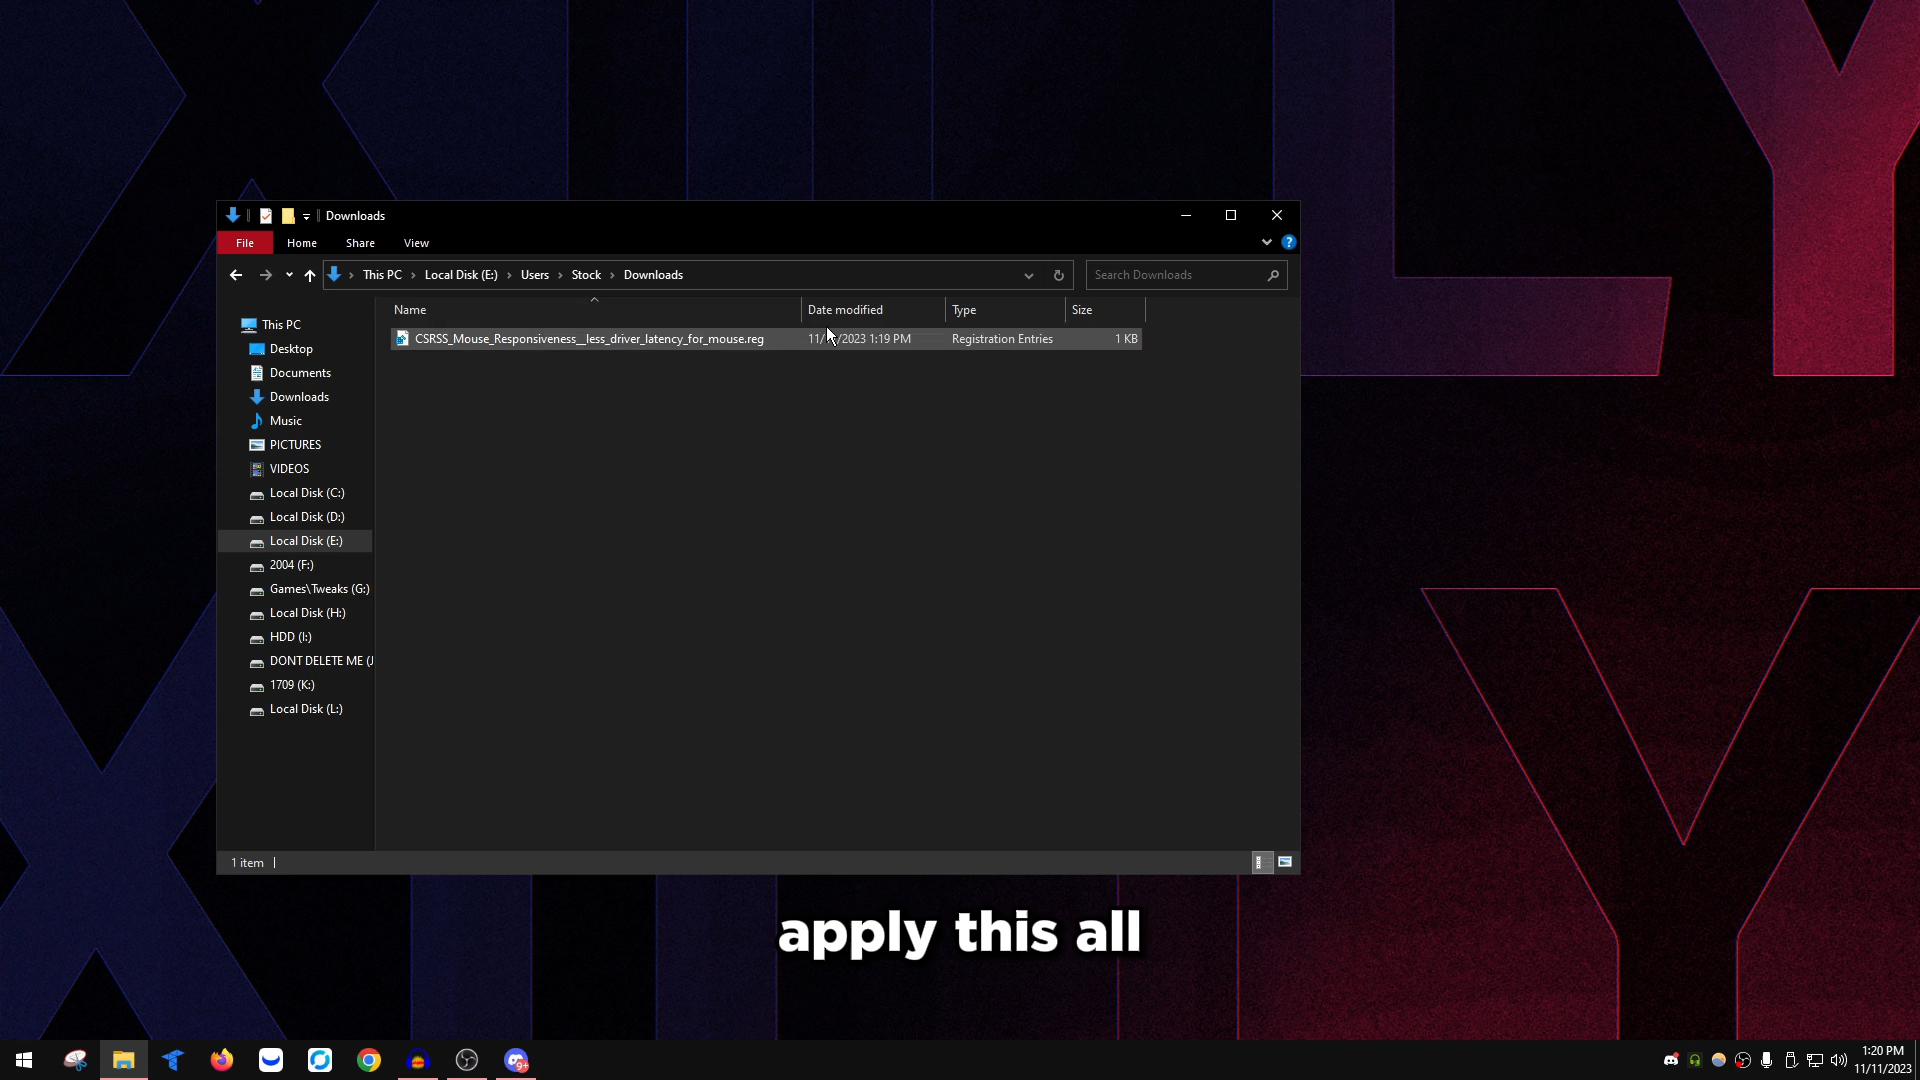 Downloads
File Home Share View
This PC Local Disk (E:) Users Stock Downloads
Search Downloads
Name Date modified Type Size
CSRSS_Mouse_Responsiveness__less_driver_latency_for_mouse.reg 11/ /2023 1:19 PM Registration Entries 1 KB
This PC
Desktop
Documents
Downloads
Music
PICTURES
VIDEOS
Local Disk (C:)
Local Disk (D:)
Local Disk (E:)
2004 (F:)
Games\Tweaks (G:)
Local Disk (H:)
HDD (I:)
DONT DELETE ME (J
1709 (K:)
Local Disk (L:)
1 item
apply this all
9+
1:20 PM
11/11/2023